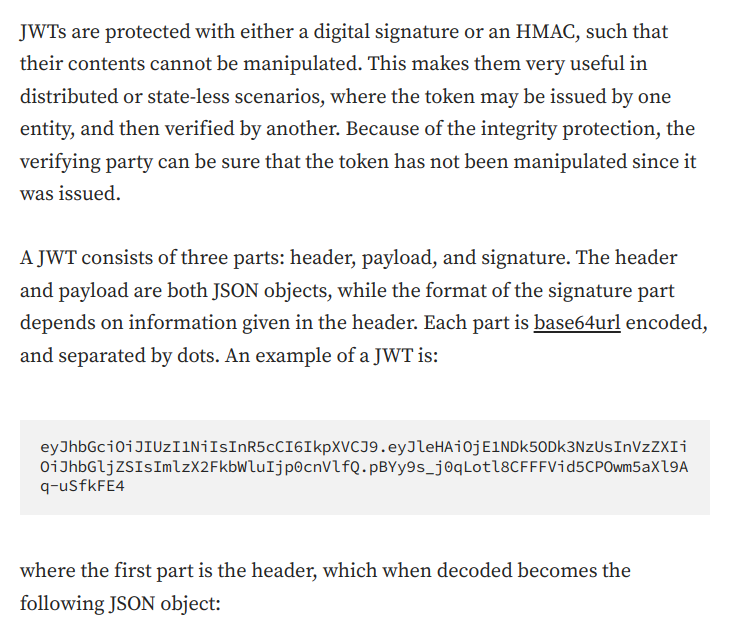 JWTs are protected with either a digital signature or an HMAC, such that
their contents cannot be manipulated. This makes them very useful in
distributed or state-less scenarios, where the token may be issued by one
entity, and then verified by another. Because of the integrity protection, the
verifying party can be sure that the token has not been manipulated since it
was issued.
A JWT consists of three parts: header, payload, and signature. The header
and payload are both JSON objects, while the format of the signature part
depends on information given in the header. Each part is base64url encoded,
and separated by dots. An example of a JWT is:
eyJhbGciOiJIUzI1NiIsInR5cCI6IkpXVCJ9.eyJleHAiOjE1NDk5ODk3NzUsInVzZXIi
OiJhbGljZSIsImlzX2FkbWluIjp0cnVlfQ.pBYy9s_j0qLotl8CFFFVid5CPOwm5aXl9A
q-uSfkFE4
where the first part is the header, which when decoded becomes the
following JSON object: